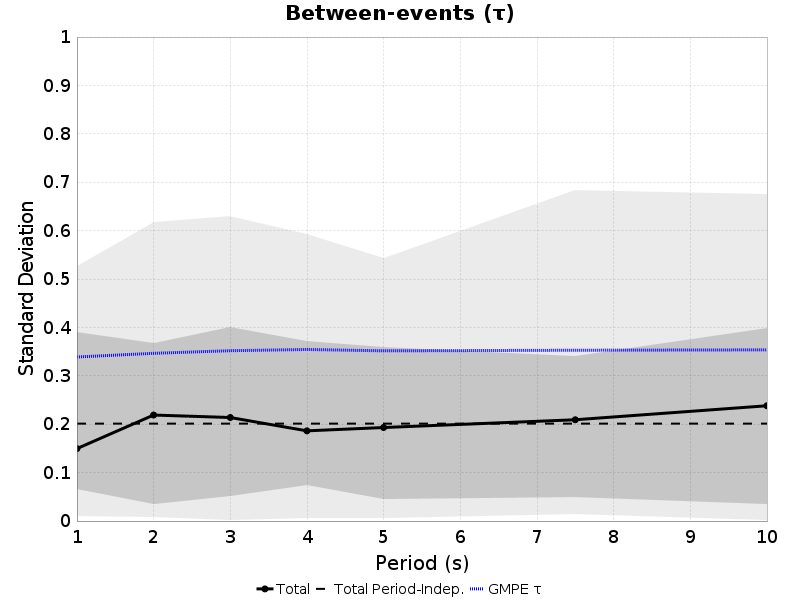 Between-events (τ)
Standard Deviation
1
0.9
0.8
0.7
0.6
0.5
0.4
0.3
0.2
0.1
0
1 2 3 4 5 6 7 8 9 10
Period (s)
Total Total Period-Indep. GMPE τ